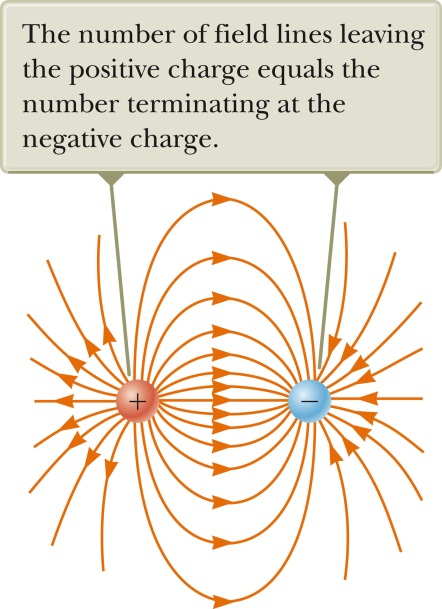 The number of field lines leaving
the positive charge equals the
number terminating at the
negative charge.
+ −